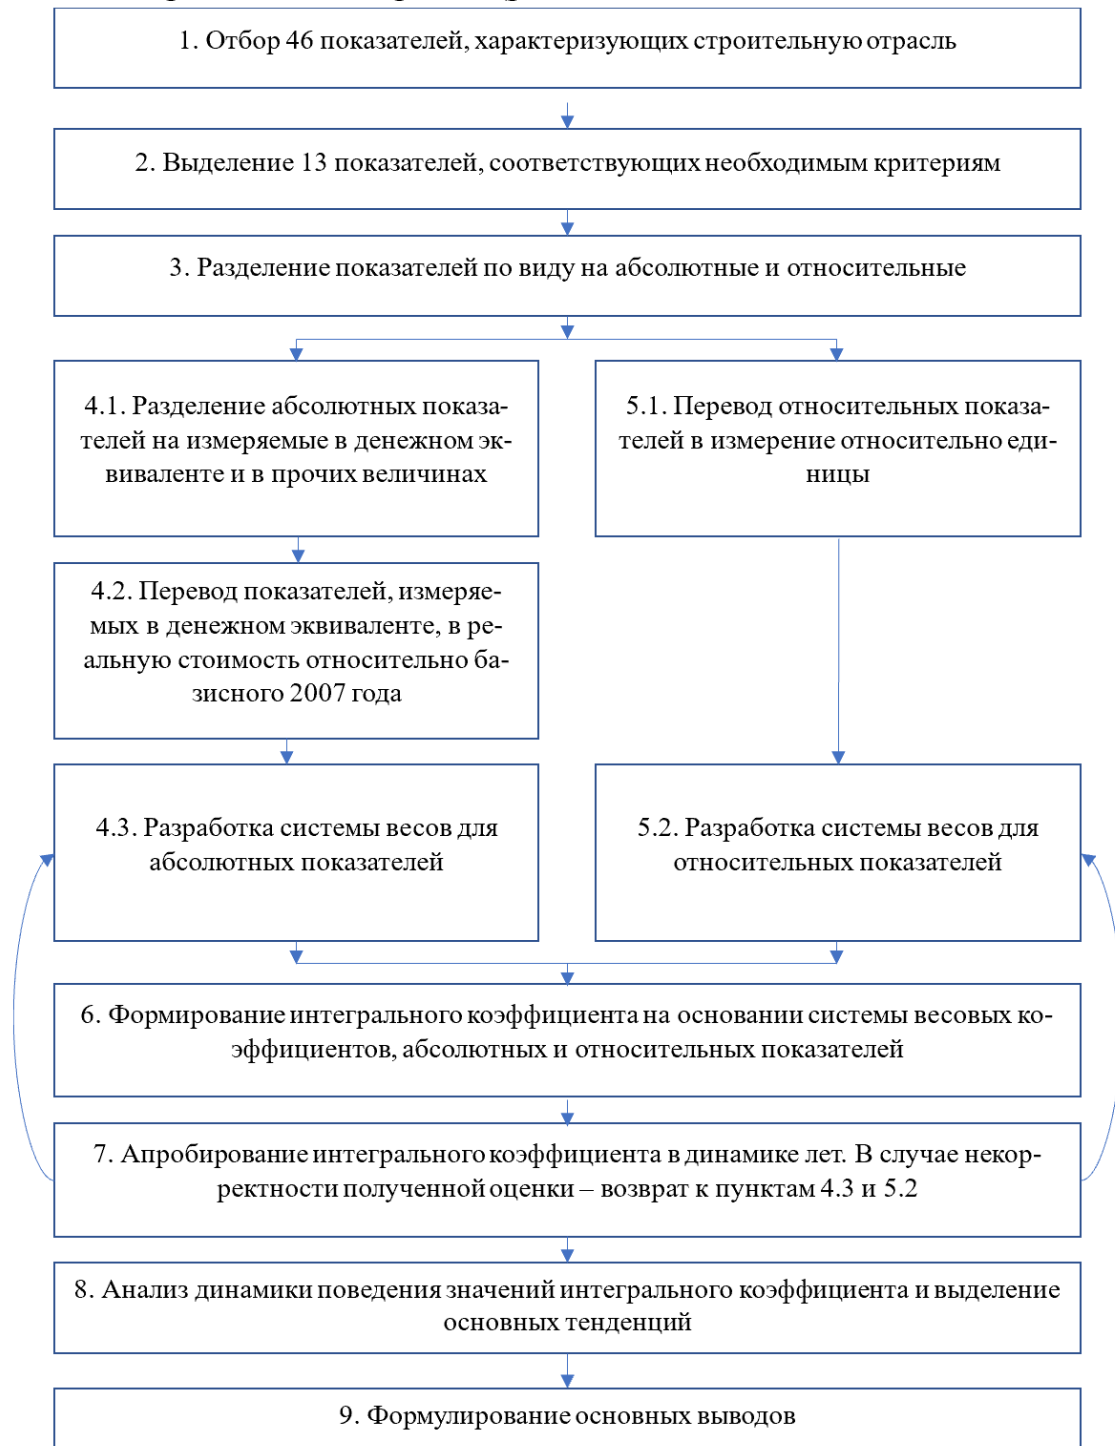 1. Отбор 46 показателей, характеризующих строительную отрасль
2. Выделение 13 показателей, соответствующих необходимым критериям
3. Разделение показателей по виду на абсолютные и относительные
4.1. Разделение абсолютных показа-
телей на измеряемые в денежном эк-
виваленте и в прочих величинах
5.1. Перевод относительных показа-
телей в измерение относительно еди-
ницы
4.2. Перевод показателей, измеряе-
мых в денежном эквиваленте, в ре-
альную стоимость относительно ба-
зисного 2007 года
4.3. Разработка системы весов для
абсолютных показателей
5.2. Разработка системы весов для
относительных показателей
6. Формирование интегрального коэффициента на основании системы весовых ко-
эффициентов, абсолютных и относительных показателей
7. Апробирование интегрального коэффициента в динамике лет. В случае некор-
ректности полученной оценки – возврат к пунктам 4.3 и 5.2
8. Анализ динамики поведения значений интегрального коэффициента и выделение
основных тенденций
9. Формулирование основных выводов